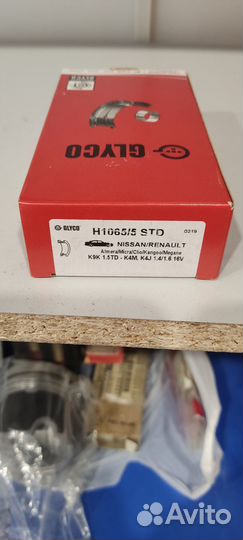 GLYCO
GLYCO
H1065/5 STD
0219
NISSAN/RENAULT
Almera/Micra/Clio/Kangoo/Megane
K9K 1.5TD - K4M, K4J 1.4/1.6 16V
Avito